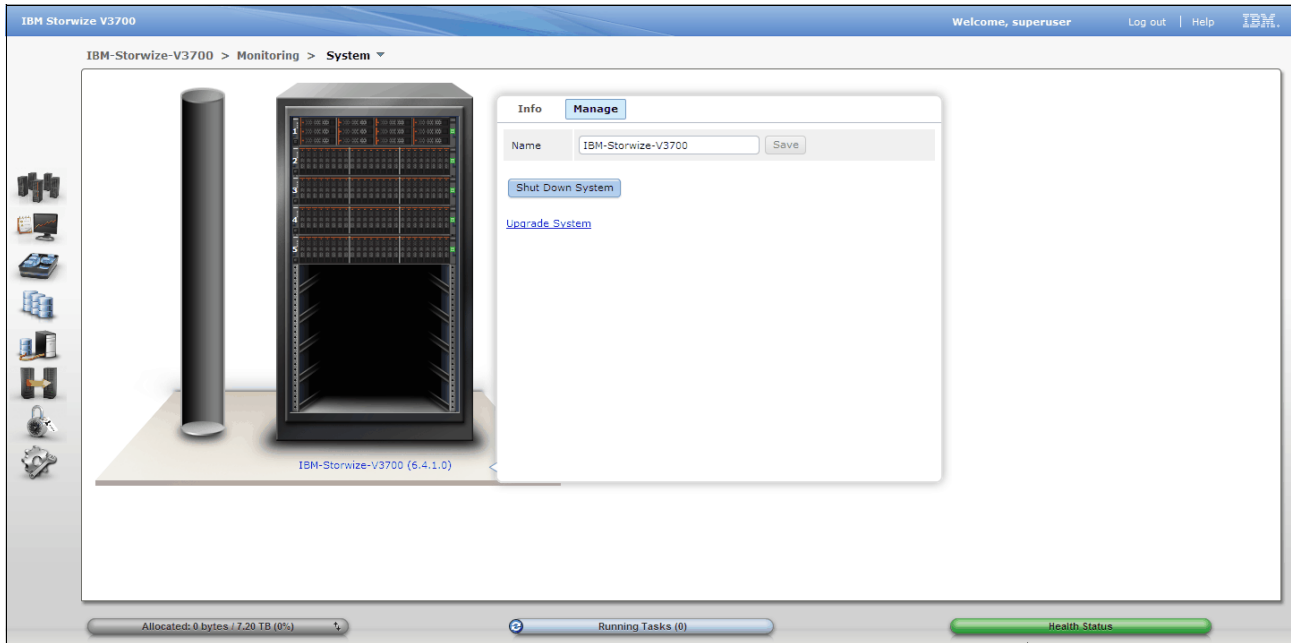 IBM Storwize V3700
Welcome, superuser
Log out | Help
IBM.
IBM-Storwize-V3700 > Monitoring > System
Info
Manage
Name
IBM-Storwize-V3700
Save
Shut Down System
Upgrade System
1
2
3
4
5
IBM-Storwize-V3700 (6.4.1.0)
Allocated: 0 bytes / 7.20 TB (0%)
Running Tasks (0)
Health Status